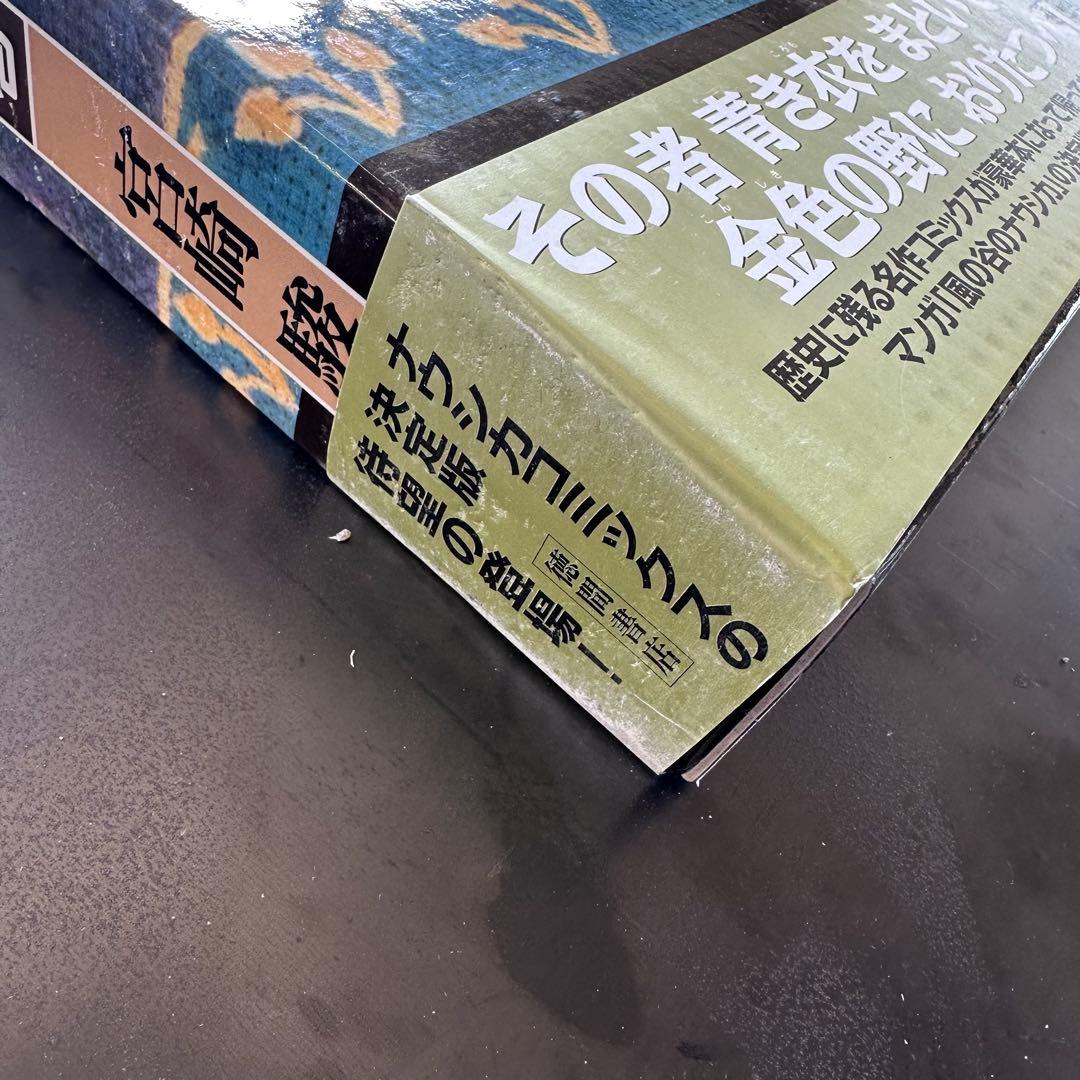 宮崎 駿
その者 青き衣をまとい
金色の野に おりたつ
歴史に残る名作コミックスが豪華本になって帰って
マンガ「風の谷のナウシカ」の
ナウシカコミックスの
決定版
待望の登場!!
徳間書店